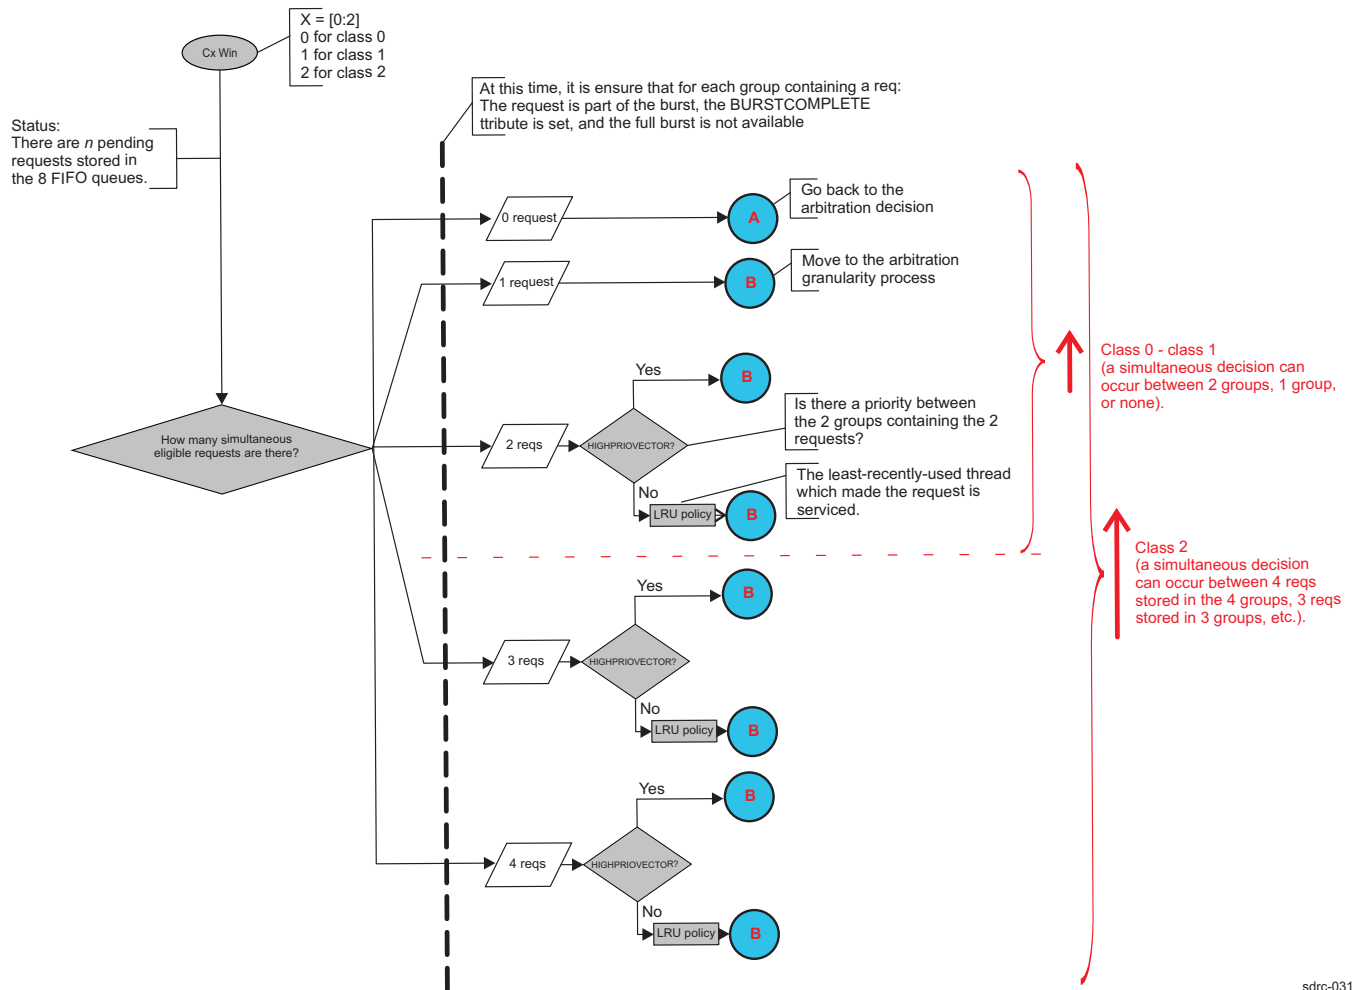 X = [0:2]
0 for class 0
1 for class 1
2 for class 2
Cx Win
At this time, it is ensure that for each group containing a req:
The request is part of the burst, the BURSTCOMPLETE
ttribute is set, and the full burst is not available
Status:
There are n pending
requests stored in
the 8 FIFO queues.
0 request
A
Go back to the
arbitration decision
1 request
B
Move to the arbitration
granularity process
Class 0 - class 1
(a simultaneous decision can
occur between 2 groups, 1 group,
or none).
Yes
B
How many simultaneous
eligible requests are there?
2 reqs
HIGHPRIOVECTOR?
Is there a priority between
the 2 groups containing the 2
requests?
No
LRU policy
B
The least-recently-used thread
which made the request is
serviced.
Class 2
(a simultaneous decision
can occur between 4 reqs
stored in the 4 groups, 3 reqs
stored in 3 groups, etc.).
Yes
B
3 reqs
HIGHPRIOVECTOR?
No
LRU policy
B
Yes
B
4 reqs
HIGHPRIOVECTOR?
No
LRU policy
B
sdrc-031